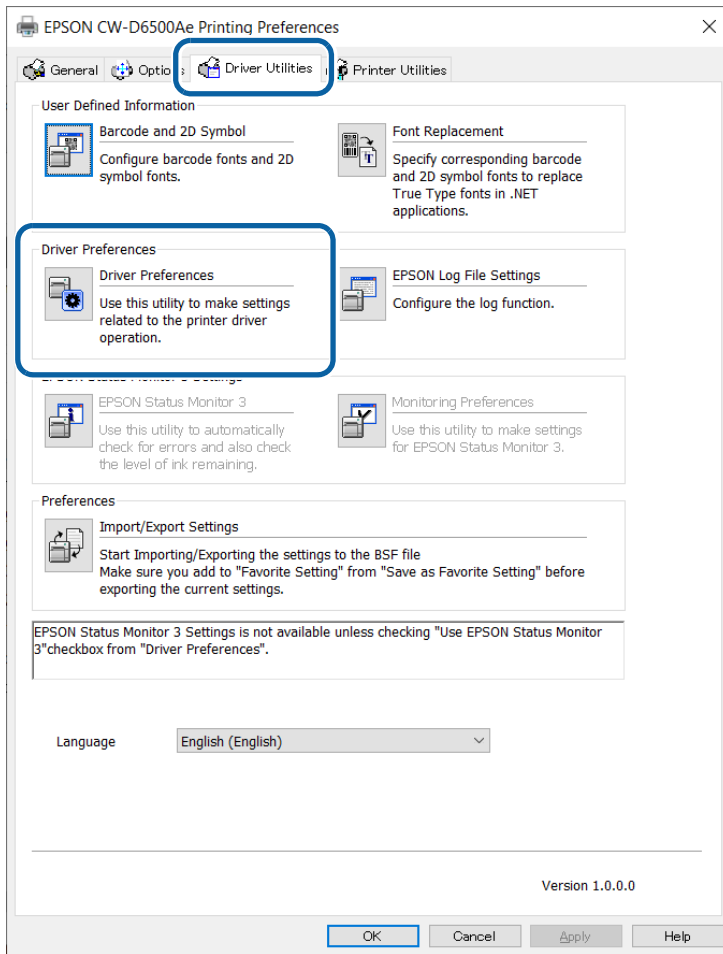 EPSON CW-D6500Ae Printing Preferences
General Driver Utilities Printer Utilities
User Defined Information
Barcode and 2D Symbol
Configure barcode fonts and 2D
symbol fonts.
Font Replacement
Specify corresponding barcode
and 2D symbol fonts to replace
True Type fonts in .NET
applications.
Driver Preferences
Driver Preferences
Use this utility to make settings
related to the printer driver
operation.
EPSON Log File Settings
Configure the log function.
EPSON Status Monitor 3 Settings
EPSON Status Monitor 3
Use this utility to automatically
check for errors and also check
the level of ink remaining.
Monitoring Preferences
Use this utility to make settings
for EPSON Status Monitor 3.
Preferences
Import/Export Settings
Start Importing/Exporting the settings to the BSF file
Make sure you add to "Favorite Setting" from "Save as Favorite Setting" before
exporting the current settings.
EPSON Status Monitor 3 Settings is not available unless checking "Use EPSON Status Monitor
3"checkbox from "Driver Preferences".
Language English (English)
Version 1.0.0.0
OK Cancel Apply Help